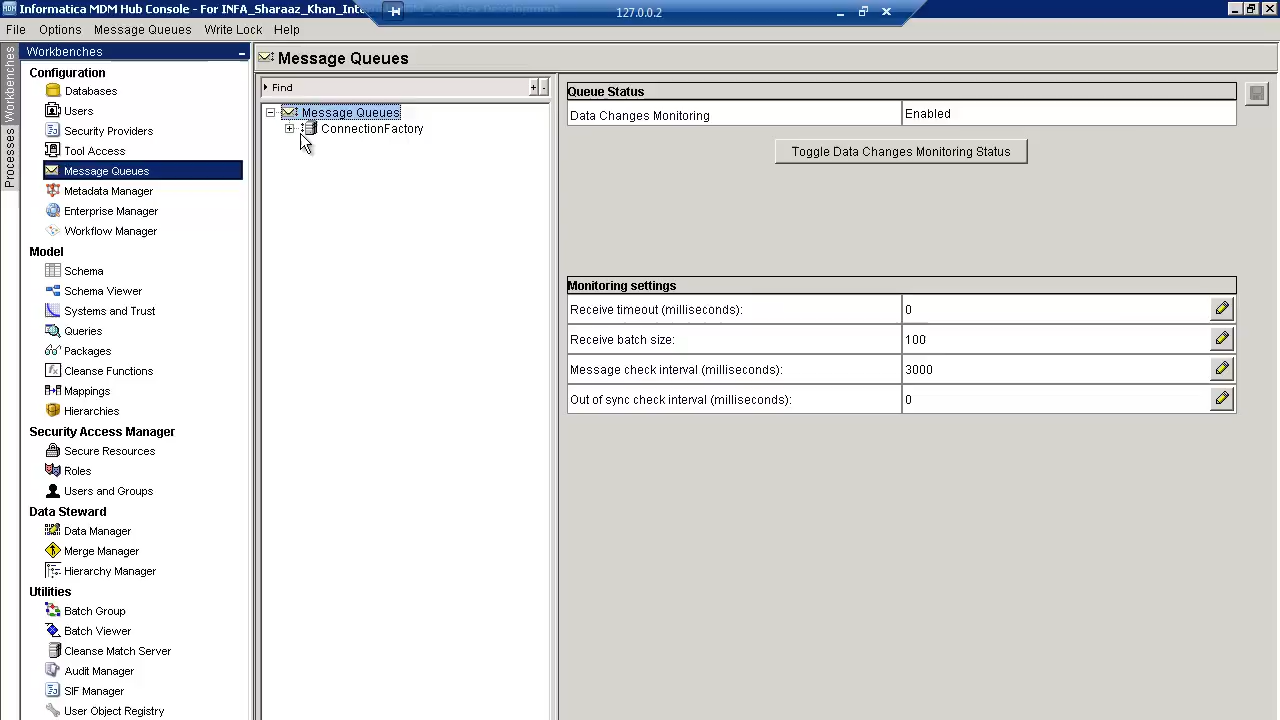 Informatica MDM Hub Console - For INFA_Sharaaz_Khan_
127.0.0.2
File Options Message Queues Write Lock Help
Workbenches
Processes
Workbenches
Configuration
Databases
Users
Security Providers
Tool Access
Message Queues
Metadata Manager
Enterprise Manager
Workflow Manager
Model
Schema
Schema Viewer
Systems and Trust
Queries
Packages
Cleanse Functions
Mappings
Hierarchies
Security Access Manager
Secure Resources
Roles
Users and Groups
Data Steward
Data Manager
Merge Manager
Hierarchy Manager
Utilities
Batch Group
Batch Viewer
Cleanse Match Server
Audit Manager
SIF Manager
User Object Registry
Message Queues
Find
Message Queues
ConnectionFactory
Queue Status
Data Changes Monitoring Enabled
Toggle Data Changes Monitoring Status
Monitoring settings
Receive timeout (milliseconds): 0
Receive batch size: 100
Message check interval (milliseconds): 3000
Out of sync check interval (milliseconds): 0